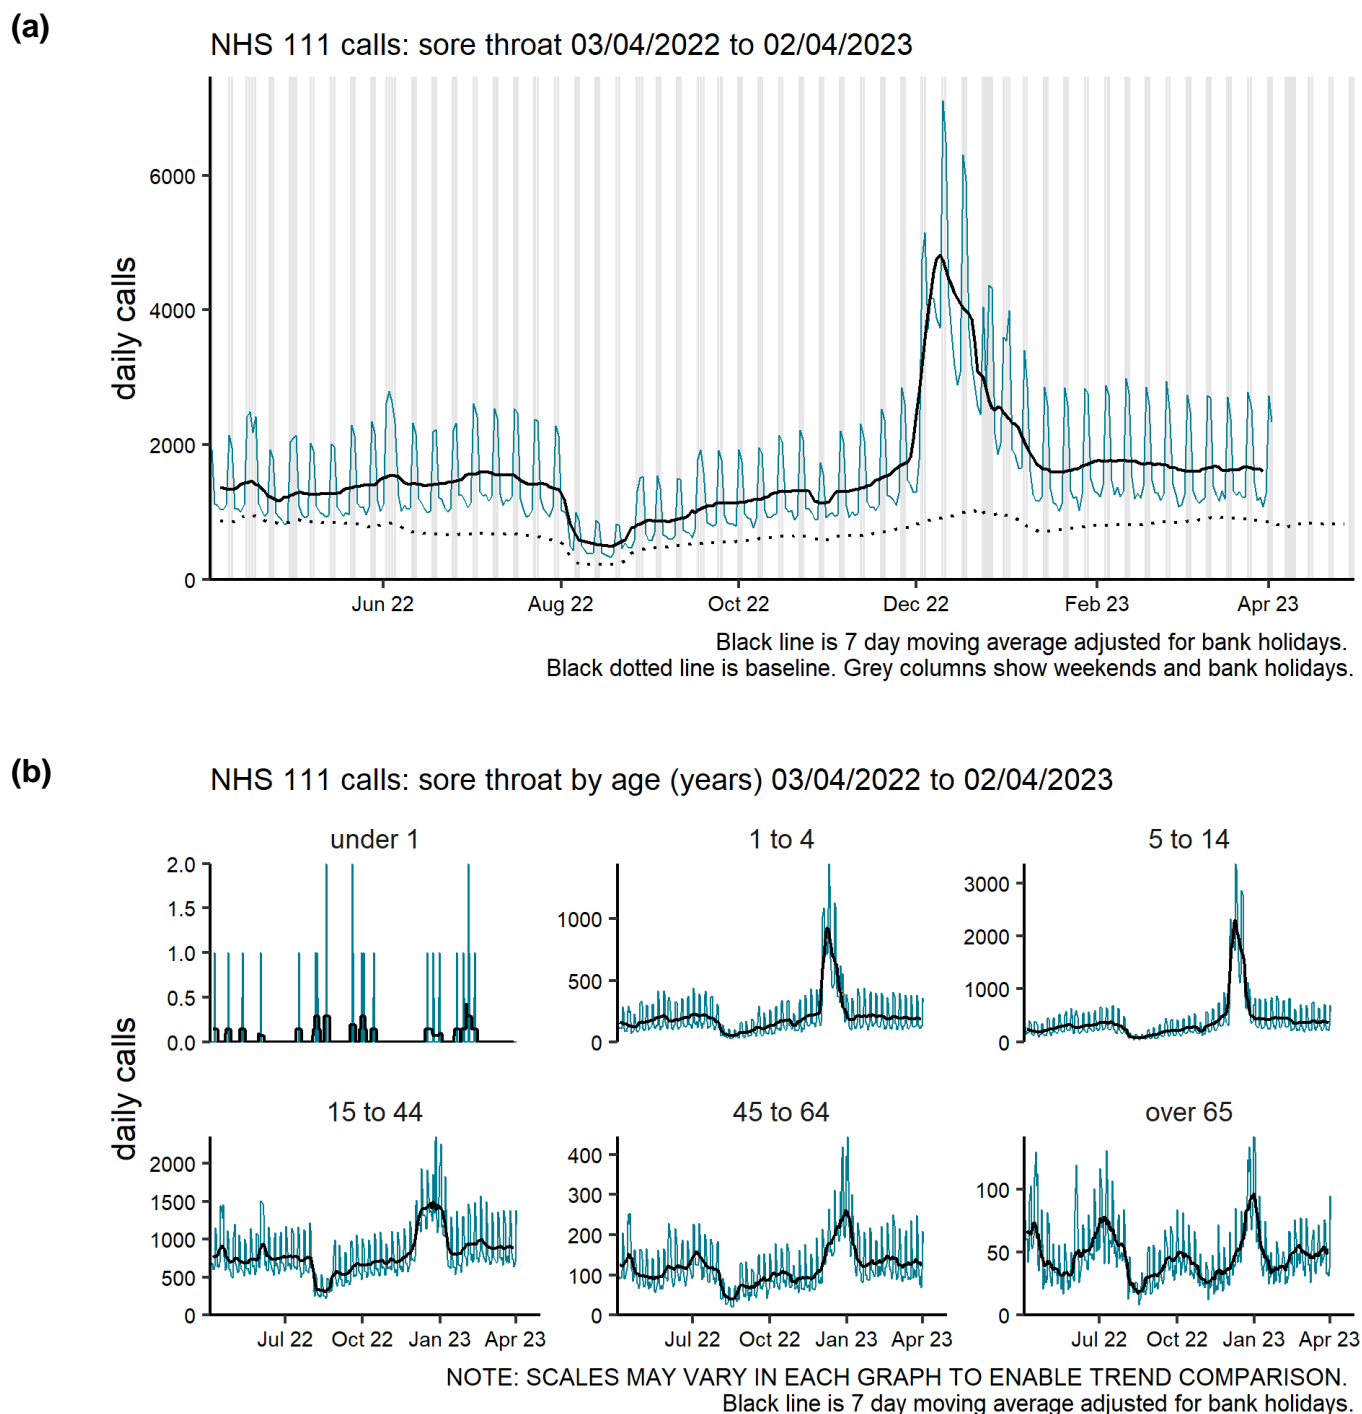 (a)
NHS 111 calls: sore throat 03/04/2022 to 02/04/2023
daily calls
6000
4000
2000
0
Jun 22 Aug 22 Oct 22 Dec 22 Feb 23 Apr 23
Black line is 7 day moving average adjusted for bank holidays.
Black dotted line is baseline. Grey columns show weekends and bank holidays.
(b)
NHS 111 calls: sore throat by age (years) 03/04/2022 to 02/04/2023
daily calls
under 1
2.0
1.5
1.0
0.5
0.0
1 to 4
1000
500
0
5 to 14
3000
2000
1000
0
15 to 44
2000
1500
1000
500
0
Jul 22 Oct 22 Jan 23 Apr 23
45 to 64
400
300
200
100
0
Jul 22 Oct 22 Jan 23 Apr 23
over 65
100
50
0
Jul 22 Oct 22 Jan 23 Apr 23
NOTE: SCALES MAY VARY IN EACH GRAPH TO ENABLE TREND COMPARISON.
Black line is 7 day moving average adjusted for bank holidays.